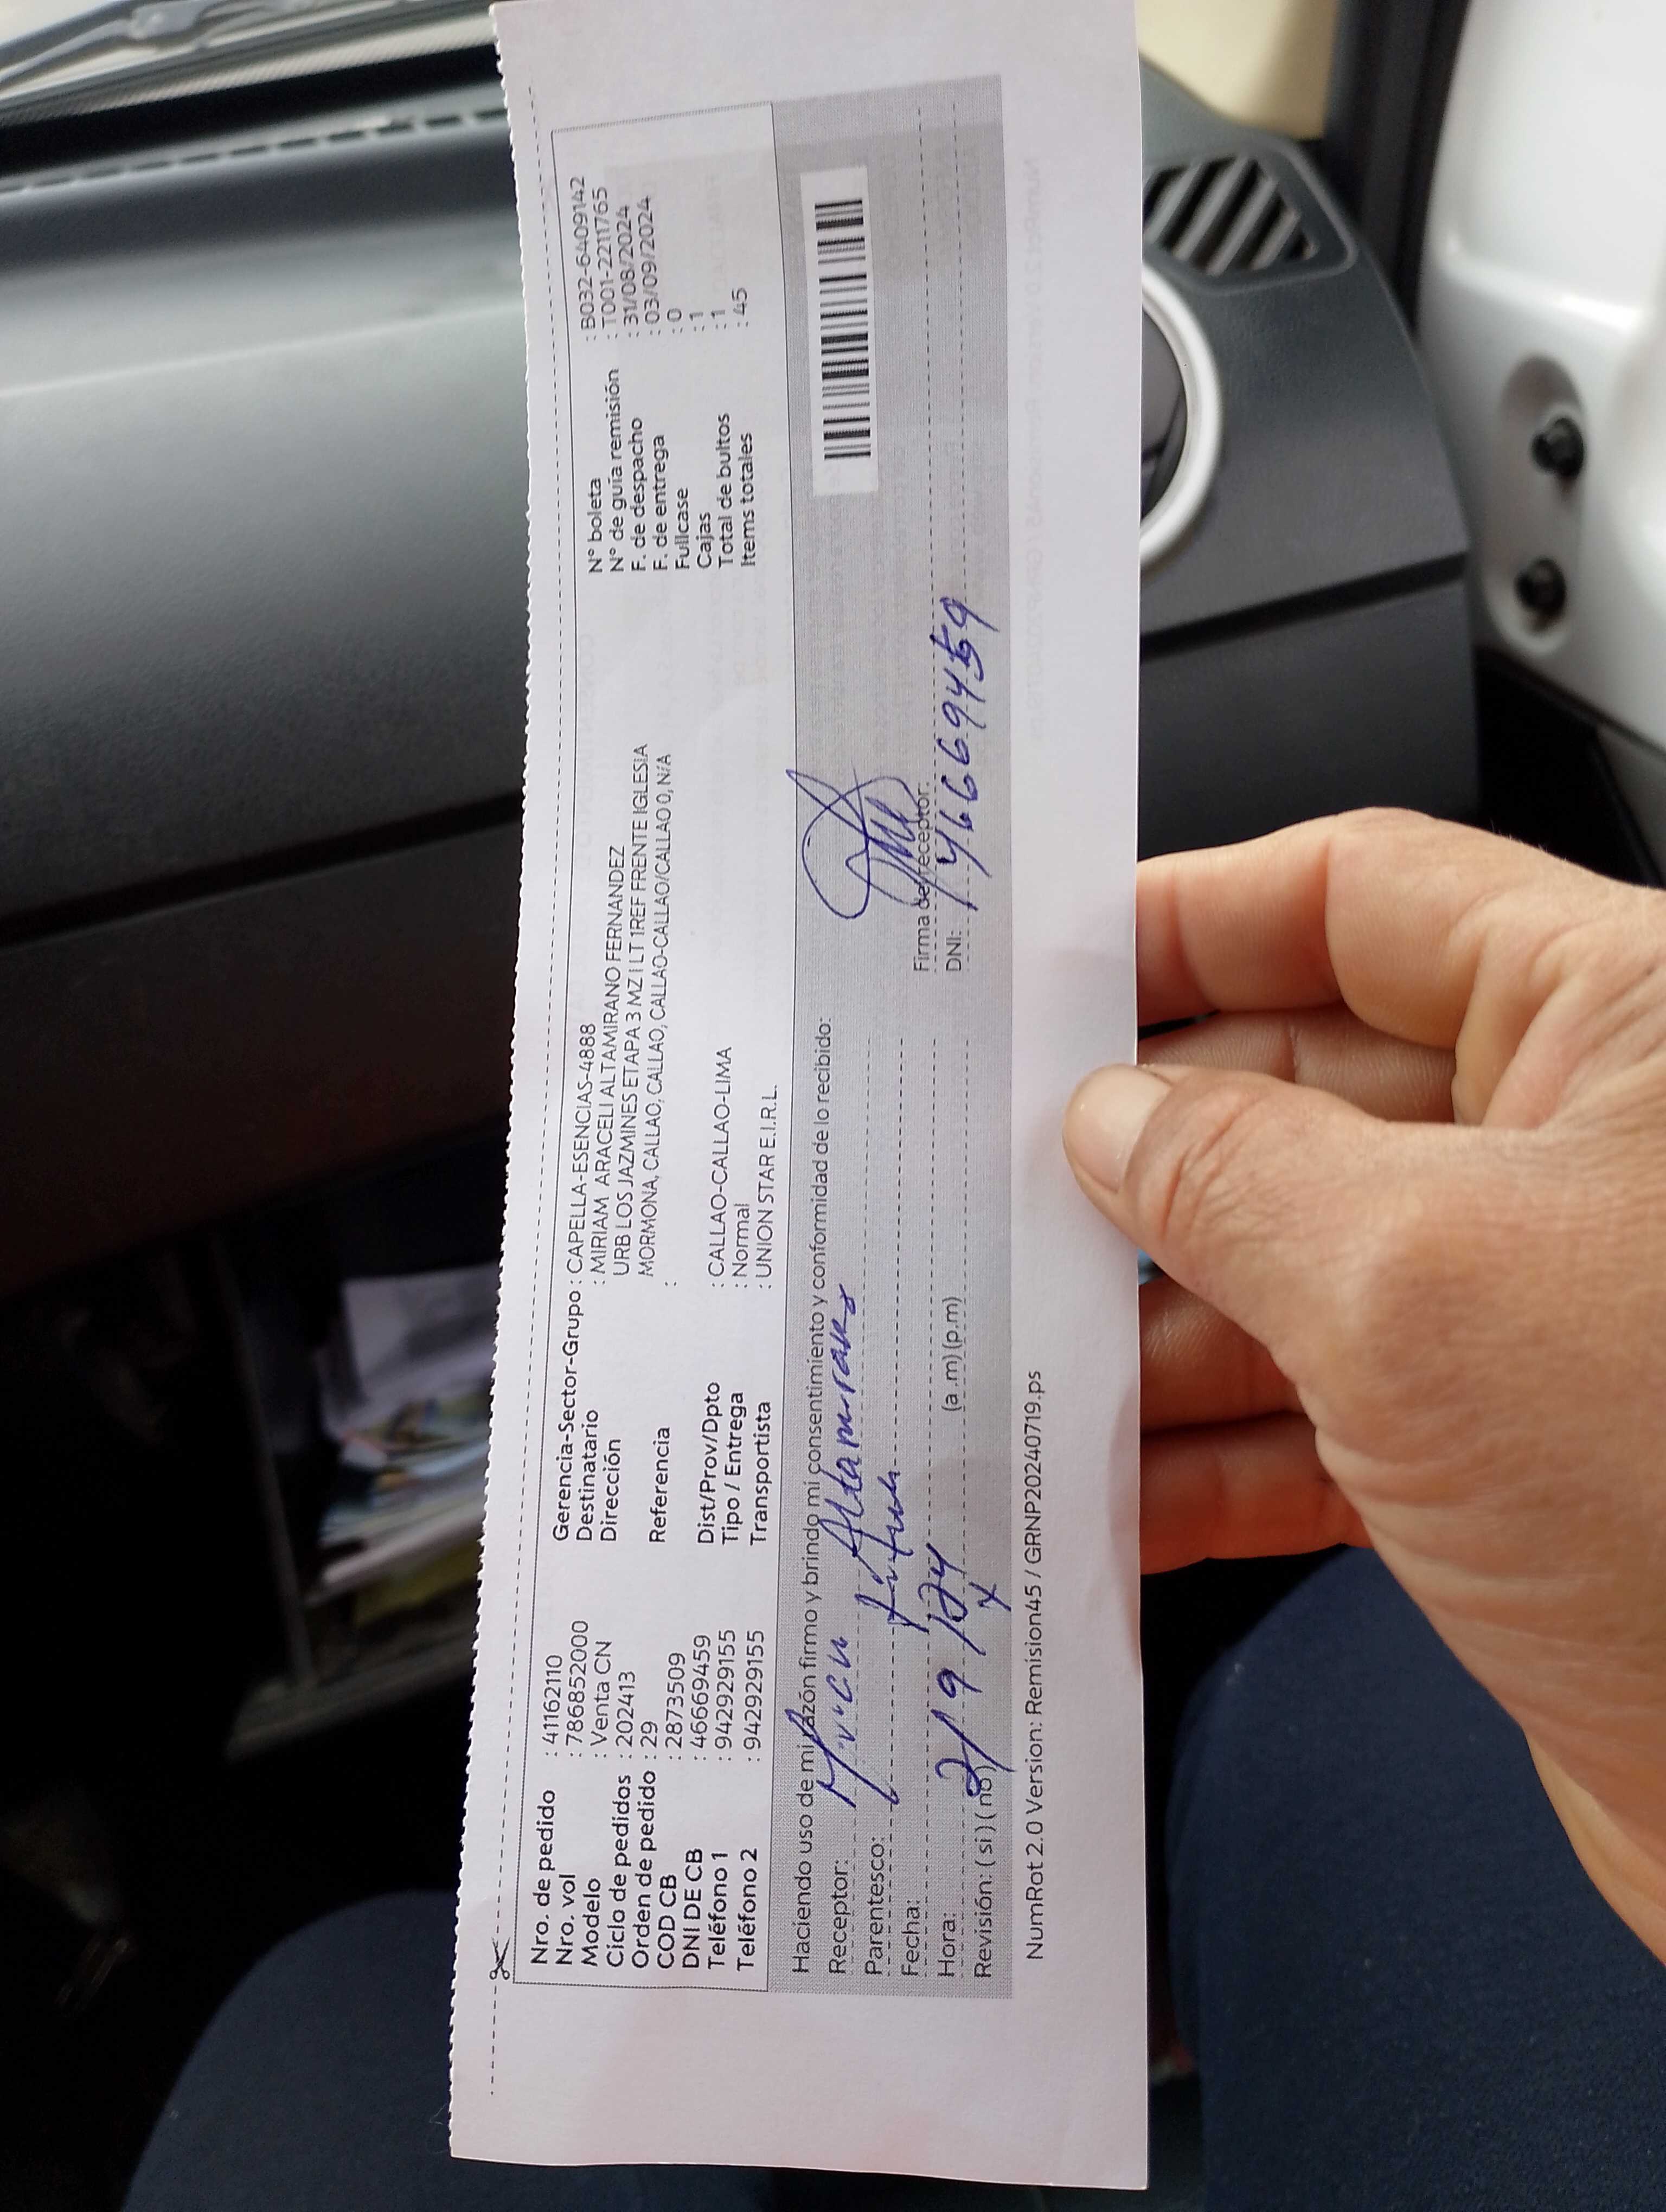 Nro. de pedido : 41162110
Nro. vol : 786852000
Modelo : Venta CN
Ciclo de pedidos : 202413
Orden de pedido : 29
COD CB : 2873509
DNI DE CB : 46669459
Teléfono 1 : 942929155
Teléfono 2 : 942929155
Gerencia-Sector-Grupo : CAPELLA-ESENCIAS-4888
Destinatario : MIRIAM ARACELI ALTAMIRANO FERNANDEZ
Dirección URB LOS JAZMINES ETAPA 3 MZ I LT 1REF FRENTE IGLESIA
MORMONA, CALLAO, CALLAO, CALLAO-CALLAO/CALLAO 0, N/A
Referencia :
Dist/Prov/Dpto : CALLAO-CALLAO-LIMA
Tipo / Entrega : Normal
Transportista : UNION STAR E.I.R.L.
N° boleta : B032-6409142
N° de guía remisión : T001-2211765
F. de despacho : 31/08/2024
F. de entrega : 03/09/2024
Fullcase : 0
Cajas : 1
Total de bultos : 1
Items totales : 45
Haciendo uso de mi razón firmo y brindo mi consentimiento y conformidad de lo recibido:
Receptor: Altamirano
Parentesco:
Fecha:
Hora: (a .m) (p.m)
Revisión: ( si ) ( no )
Firma de receptor:
DNI: 46669459
NumRot 2.0 Version: Remision45 / GRNP20240719.ps